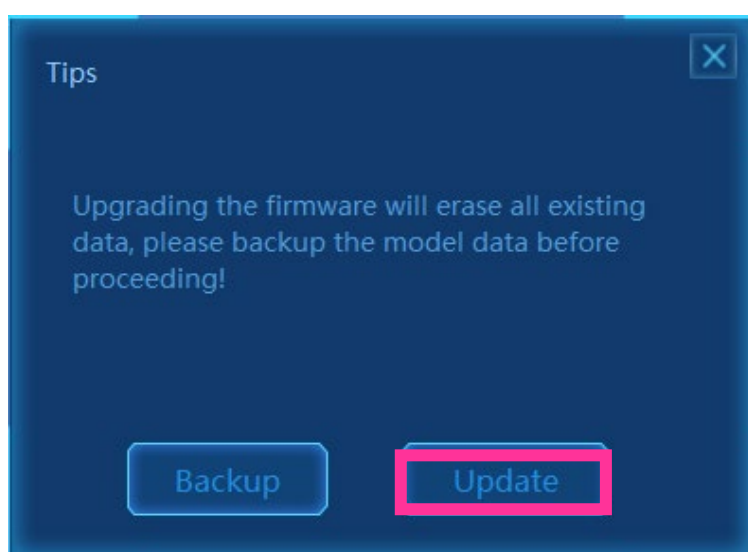 Tips
Upgrading the firmware will erase all existing
data, please backup the model data before
proceeding!
Backup
Update